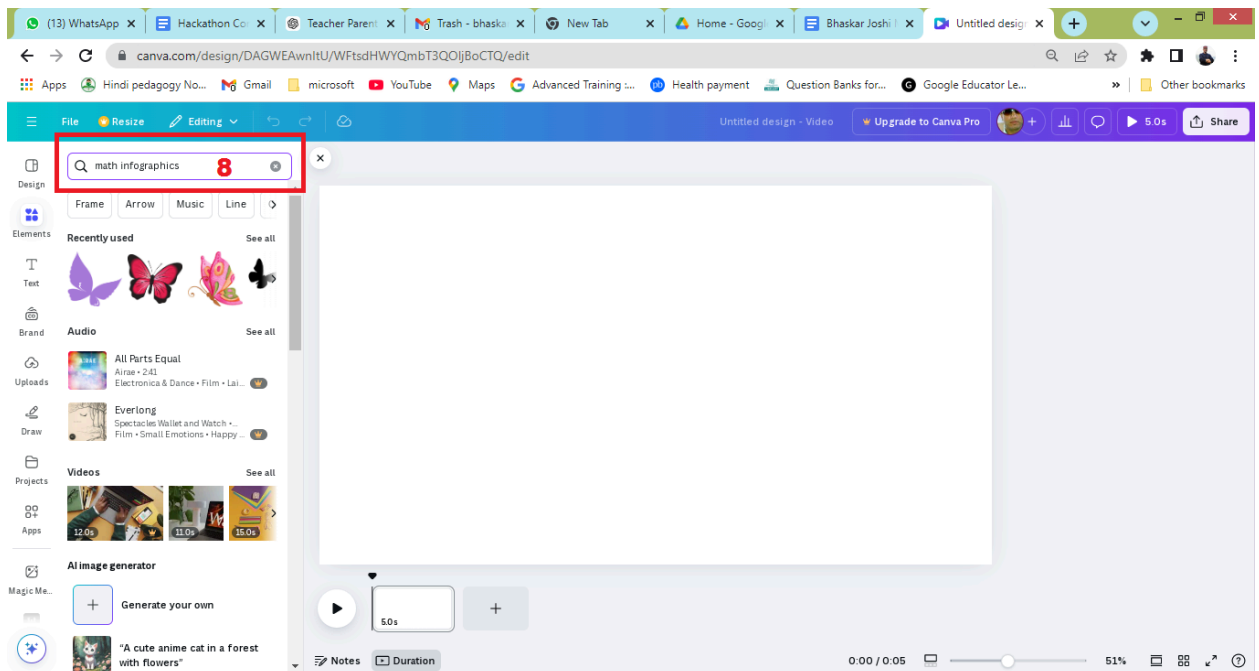 (13) WhatsApp
Hackathon Cor
Teacher Parent
Trash - bhaska
New Tab
Home - Googl
Bhaskar Joshi
Untitled design
canva.com/design/DAGWEAwnItU/WFtsdHWYQmbT3QOljBoCTQ/edit
Apps
Hindi pedagogy No...
Gmail
microsoft
YouTube
Maps
Advanced Training :...
Health payment
Question Banks for...
Google Educator Le...
»
Other bookmarks
File
Resize
Editing
Untitled design - Video
Upgrade to Canva Pro
5.0s
Share
Design
Elements
Text
Brand
Uploads
Draw
Projects
Apps
Magic Me...
math infographics
8
Frame
Arrow
Music
Line
Recently used
See all
Audio
See all
All Parts Equal
Airae • 2:41
Electronica & Dance • Film • Lai...
Everlong
Spectacles Wallet and Watch •...
Film • Small Emotions • Happy ...
Videos
See all
12.0s
11.0s
15.0s
AI image generator
Generate your own
"A cute anime cat in a forest
with flowers"
5.0s
Notes
Duration
0:00 / 0:05
51%